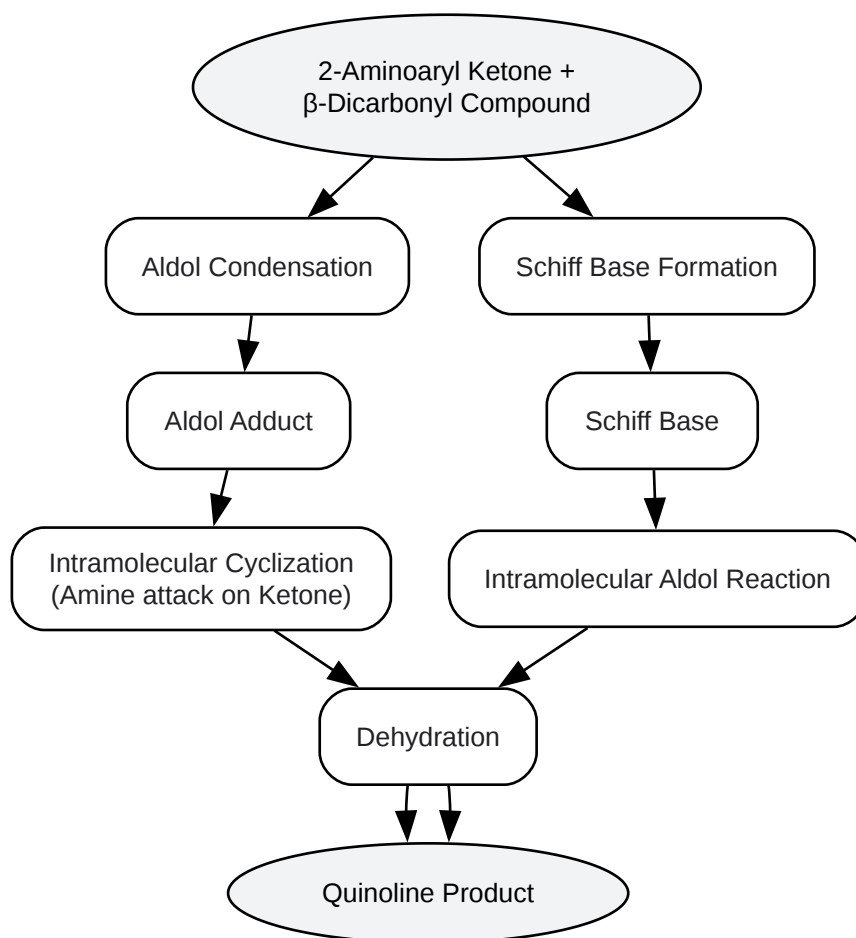 2-Aminoaryl Ketone +
β-Dicarbonyl Compound
Aldol Condensation
Schiff Base Formation
Aldol Adduct
Schiff Base
Intramolecular Cyclization
(Amine attack on Ketone)
Intramolecular Aldol Reaction
Dehydration
Quinoline Product